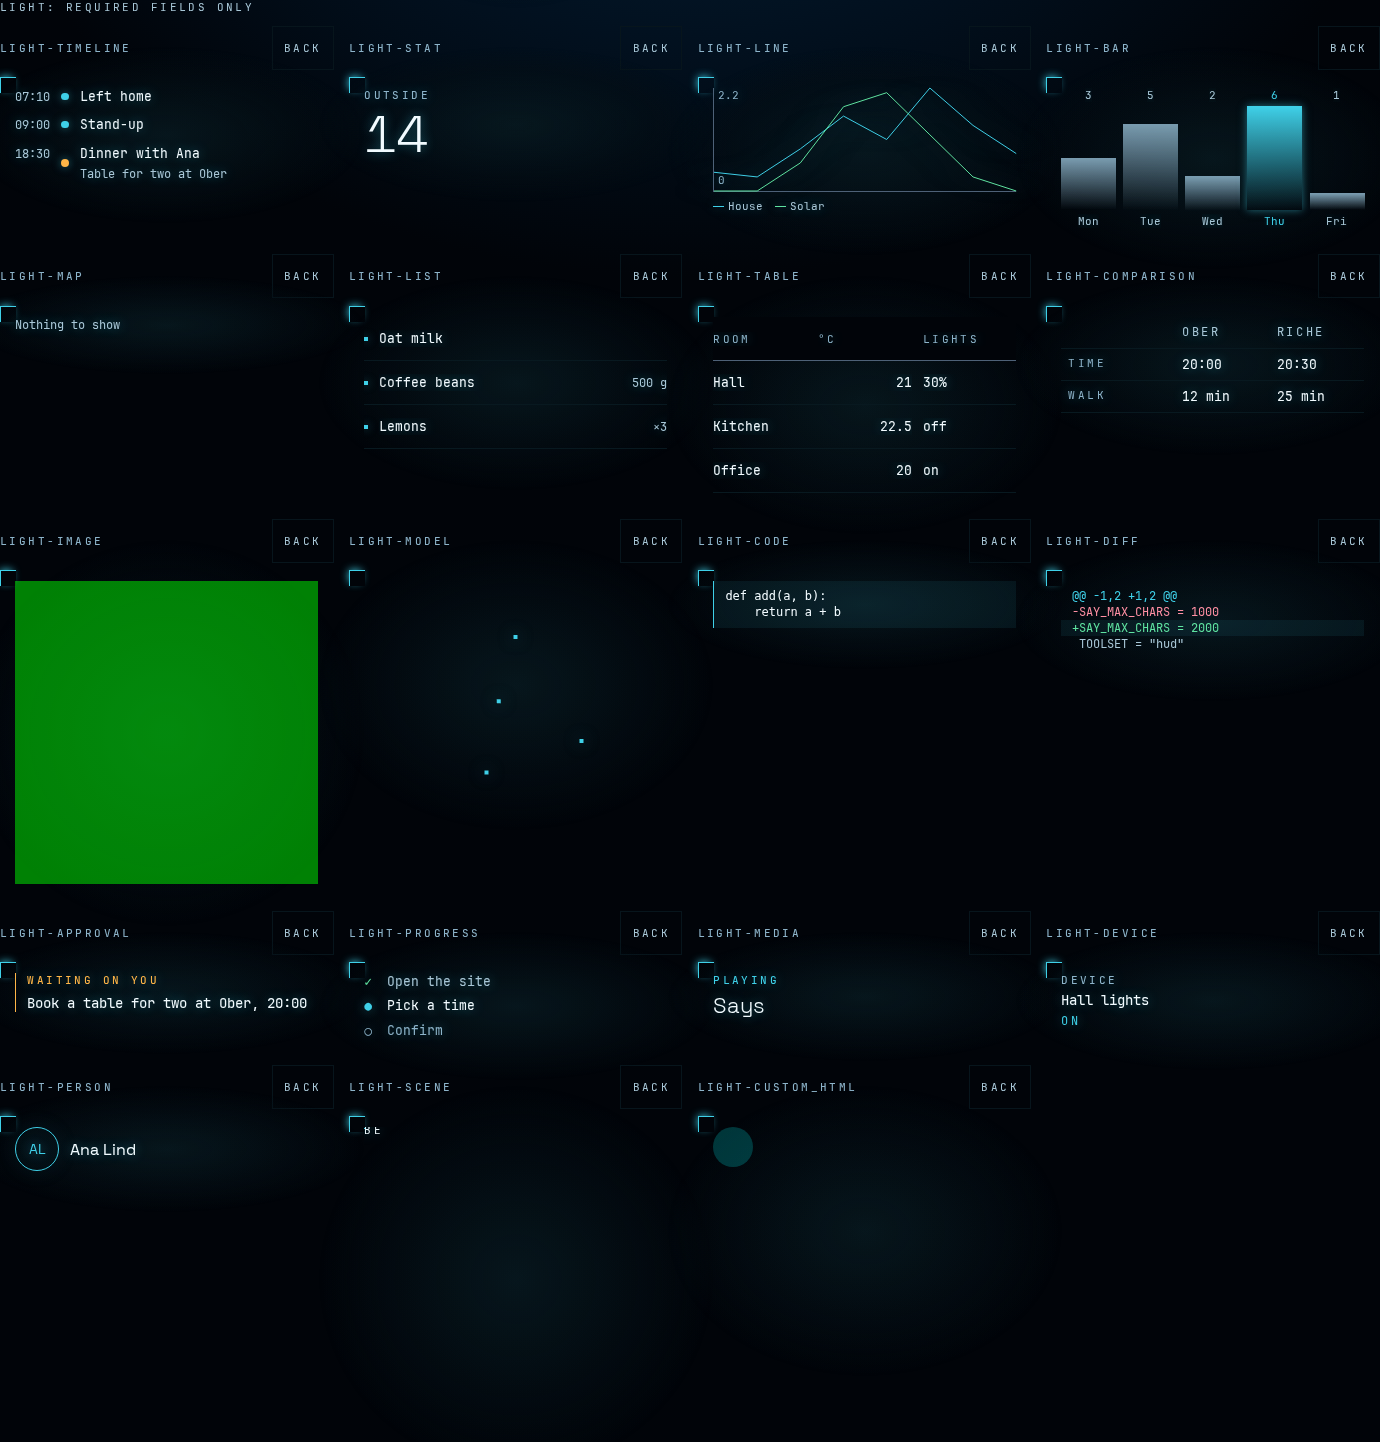 LIGHT: REQUIRED FIELDS ONLY
LIGHT-TIMELINE
BACK
07:10 Left home
09:00 Stand-up
18:30 Dinner with Ana
Table for two at Ober
LIGHT-STAT
BACK
OUTSIDE
14
LIGHT-LINE
BACK
2.2
0
House Solar
LIGHT-BAR
BACK
3 5 2 6 1
Mon Tue Wed Thu Fri
LIGHT-MAP
BACK
Nothing to show
LIGHT-LIST
BACK
Oat milk
Coffee beans 500 g
Lemons ×3
LIGHT-TABLE
BACK
ROOM °C LIGHTS
Hall 21 30%
Kitchen 22.5 off
Office 20 on
LIGHT-COMPARISON
BACK
OBER RICHE
TIME 20:00 20:30
WALK 12 min 25 min
LIGHT-IMAGE
BACK
LIGHT-MODEL
BACK
LIGHT-CODE
BACK
def add(a, b):
    return a + b
LIGHT-DIFF
BACK
@@ -1,2 +1,2 @@
-SAY_MAX_CHARS = 1000
+SAY_MAX_CHARS = 2000
 TOOLSET = "hud"
LIGHT-APPROVAL
BACK
WAITING ON YOU
Book a table for two at Ober, 20:00
LIGHT-PROGRESS
BACK
✓ Open the site
● Pick a time
○ Confirm
LIGHT-MEDIA
BACK
PLAYING
Says
LIGHT-DEVICE
BACK
DEVICE
Hall lights
ON
LIGHT-PERSON
BACK
AL Ana Lind
LIGHT-SCENE
BACK
LIGHT-CUSTOM_HTML
BACK